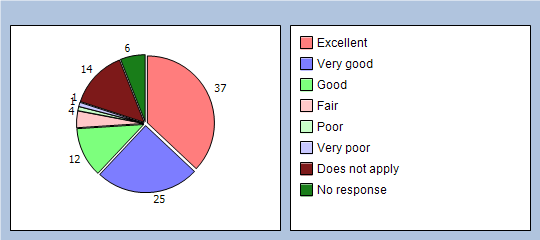 6
14
37
1
1
4
12
25
Excellent
Very good
Good
Fair
Poor
Very poor
Does not apply
No response